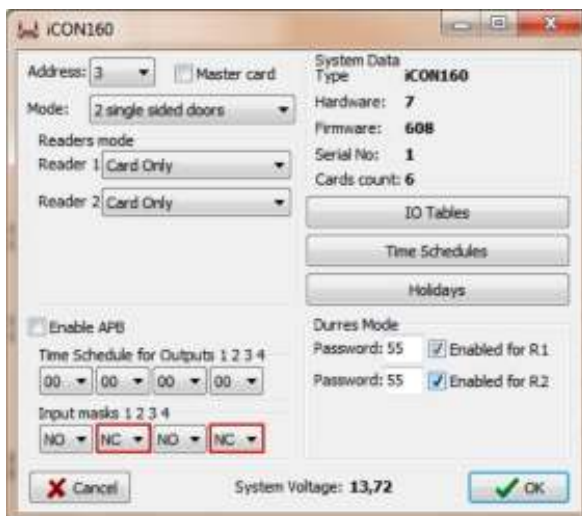 iCON160
Address: 3 Master card
Mode: 2 single sided doors
Readers mode
Reader 1 Card Only
Reader 2 Card Only
System Data
Type iCON160
Hardware: 7
Firmware: 608
Serial No: 1
Cards count: 6
IO Tables
Time Schedules
Holidays
Enable APB
Time Schedule for Outputs 1 2 3 4
00 00 00 00
Input masks 1 2 3 4
NO NC NO NC
Durres Mode
Password: 55 Enabled for R1
Password: 55 Enabled for R2
Cancel
System Voltage: 13,72
OK